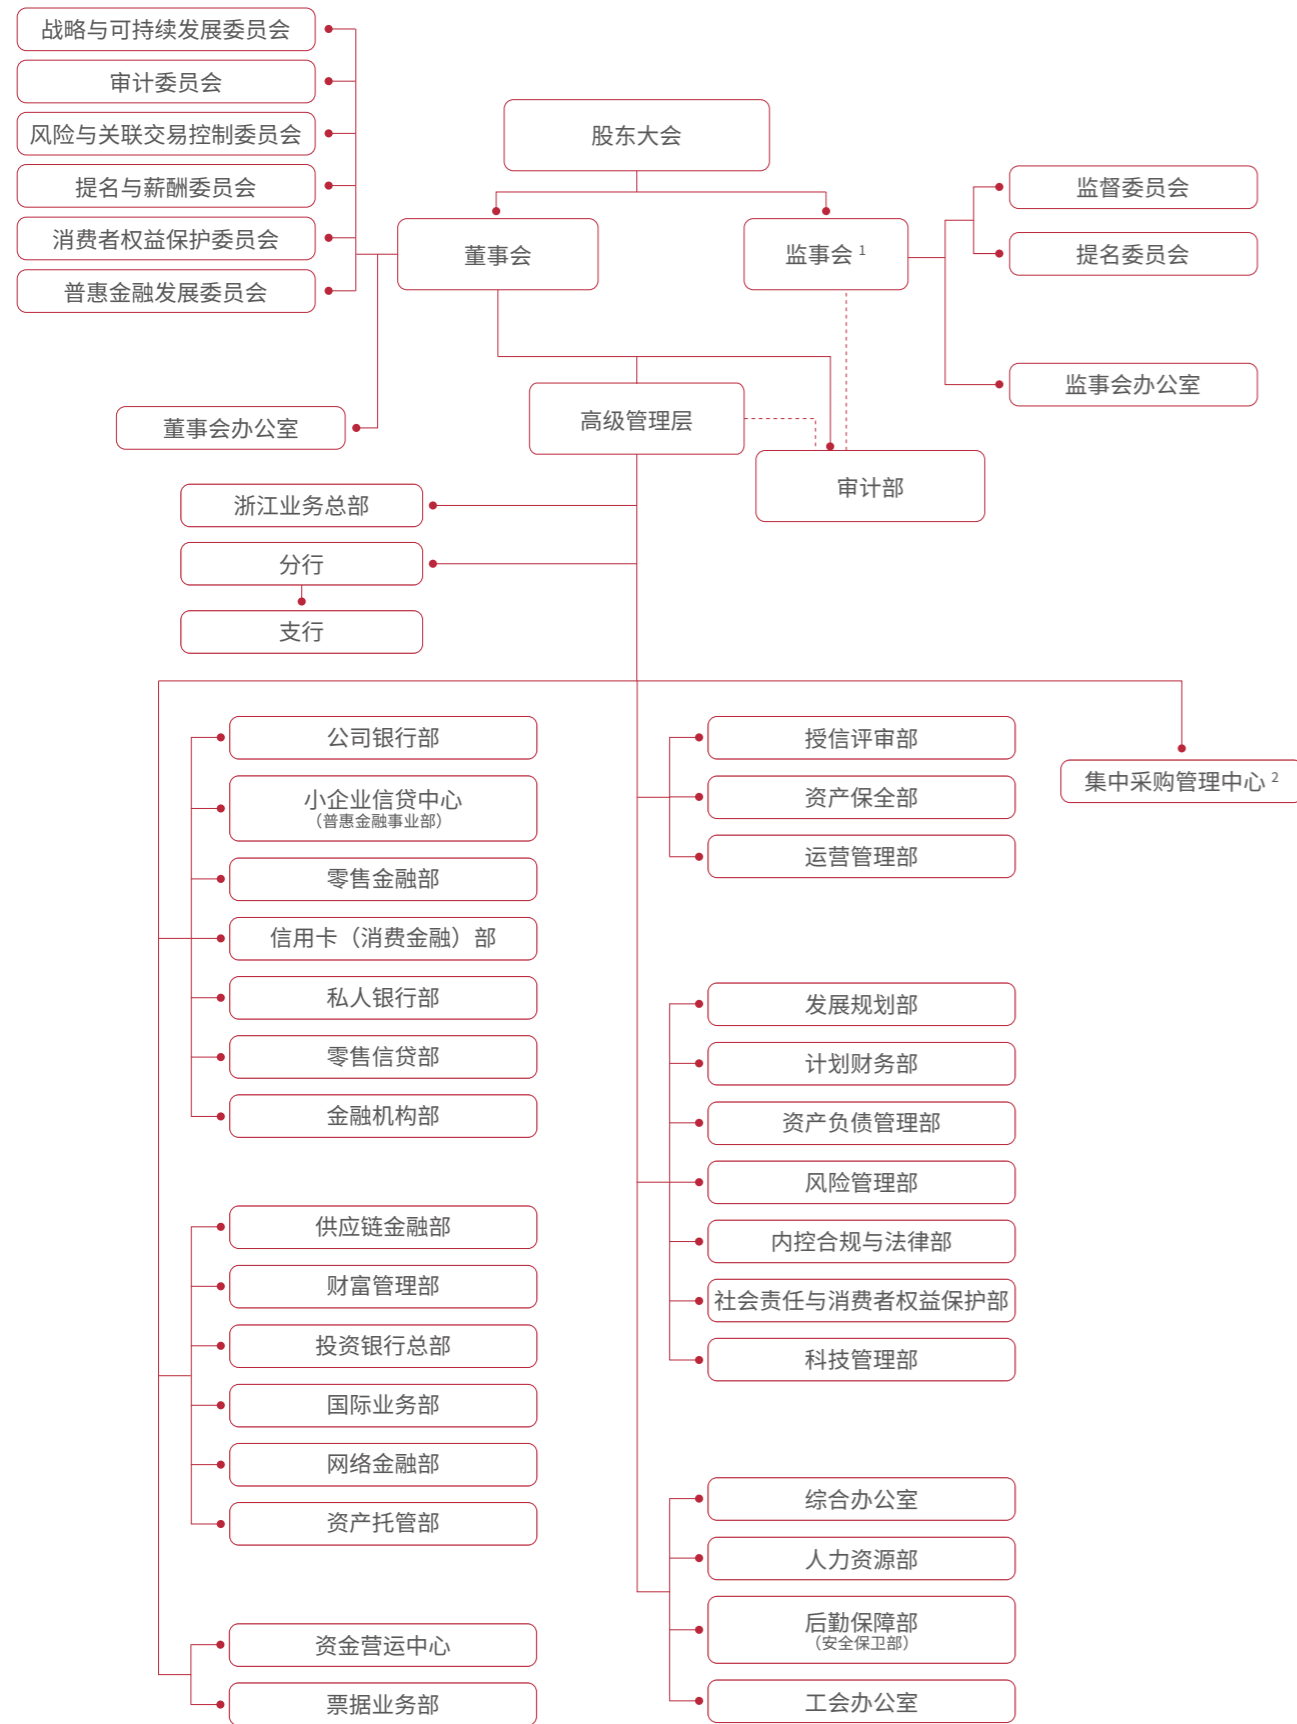 战略与可持续发展委员会
审计委员会
风险与关联交易控制委员会
提名与薪酬委员会
消费者权益保护委员会
普惠金融发展委员会
股东大会
董事会
监事会 1
监督委员会
提名委员会
监事会办公室
董事会办公室
高级管理层
审计部
浙江业务总部
分行
支行
公司银行部
小企业信贷中心
（普惠金融事业部）
零售金融部
信用卡（消费金融）部
私人银行部
零售信贷部
金融机构部
供应链金融部
财富管理部
投资银行总部
国际业务部
网络金融部
资产托管部
资金营运中心
票据业务部
授信评审部
资产保全部
运营管理部
发展规划部
计划财务部
资产负债管理部
风险管理部
内控合规与法律部
社会责任与消费者权益保护部
科技管理部
综合办公室
人力资源部
后勤保障部
（安全保卫部）
工会办公室
集中采购管理中心 2